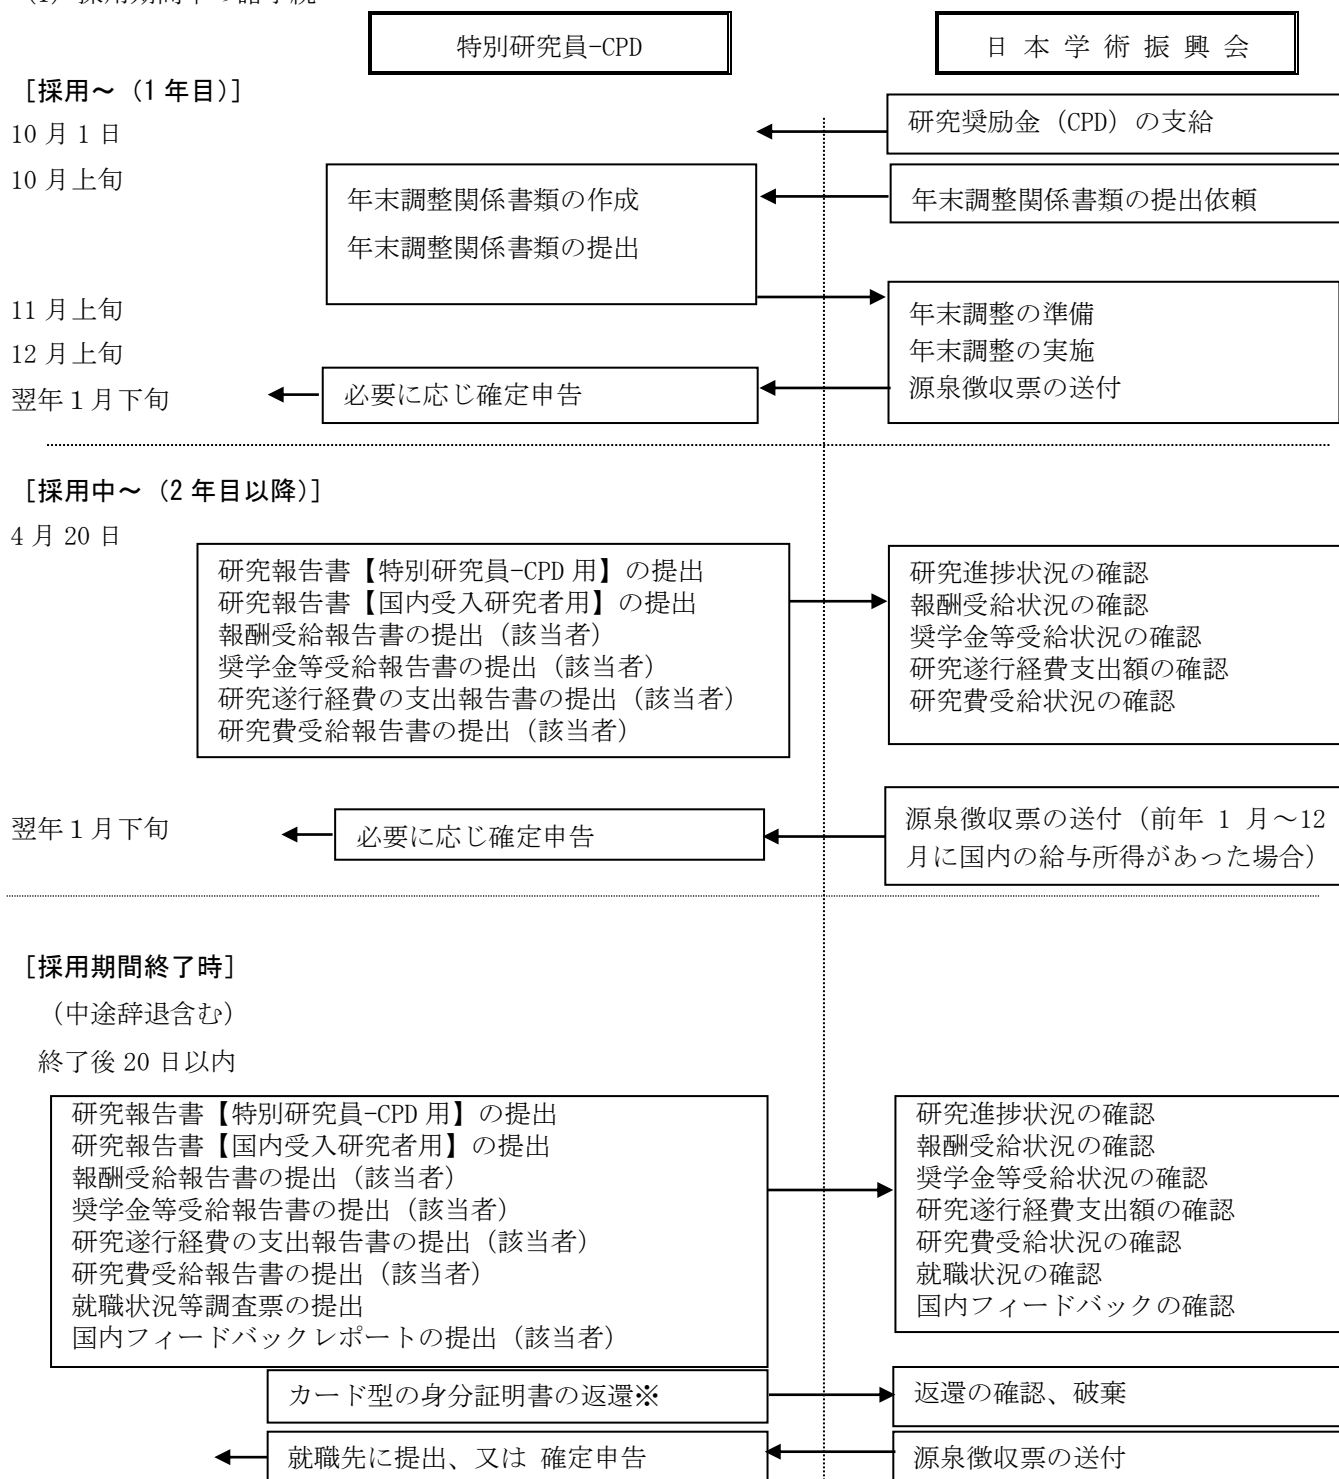 (1) 採用期間中の諸手続
特別研究員-CPD
日本学術振興会
[採用～（1年目）]
10月1日
研究奨励金（CPD）の支給
10月上旬
年末調整関係書類の作成
年末調整関係書類の提出
年末調整関係書類の提出依頼
11月上旬
12月上旬
翌年1月下旬
年末調整の準備
年末調整の実施
源泉徴収票の送付
必要に応じ確定申告
[採用中～（2年目以降）]
4月20日
研究報告書【特別研究員-CPD用】の提出
研究報告書【国内受入研究者用】の提出
報酬受給報告書の提出（該当者）
奨学金等受給報告書の提出（該当者）
研究遂行経費の支出報告書の提出（該当者）
研究費受給報告書の提出（該当者）
研究進捗状況の確認
報酬受給状況の確認
奨学金等受給状況の確認
研究遂行経費支出額の確認
研究費受給状況の確認
翌年1月下旬
必要に応じ確定申告
源泉徴収票の送付（前年1月～12
月に国内の給与所得があった場合）
[採用期間終了時]
（中途辞退含む）
終了後20日以内
研究報告書【特別研究員-CPD用】の提出
研究報告書【国内受入研究者用】の提出
報酬受給報告書の提出（該当者）
奨学金等受給報告書の提出（該当者）
研究遂行経費の支出報告書の提出（該当者）
研究費受給報告書の提出（該当者）
就職状況等調査票の提出
国内フィードバックレポートの提出（該当者）
研究進捗状況の確認
報酬受給状況の確認
奨学金等受給状況の確認
研究遂行経費支出額の確認
研究費受給状況の確認
就職状況の確認
国内フィードバックの確認
カード型の身分証明書の返還※
返還の確認、破棄
就職先に提出、又は 確定申告
源泉徴収票の送付